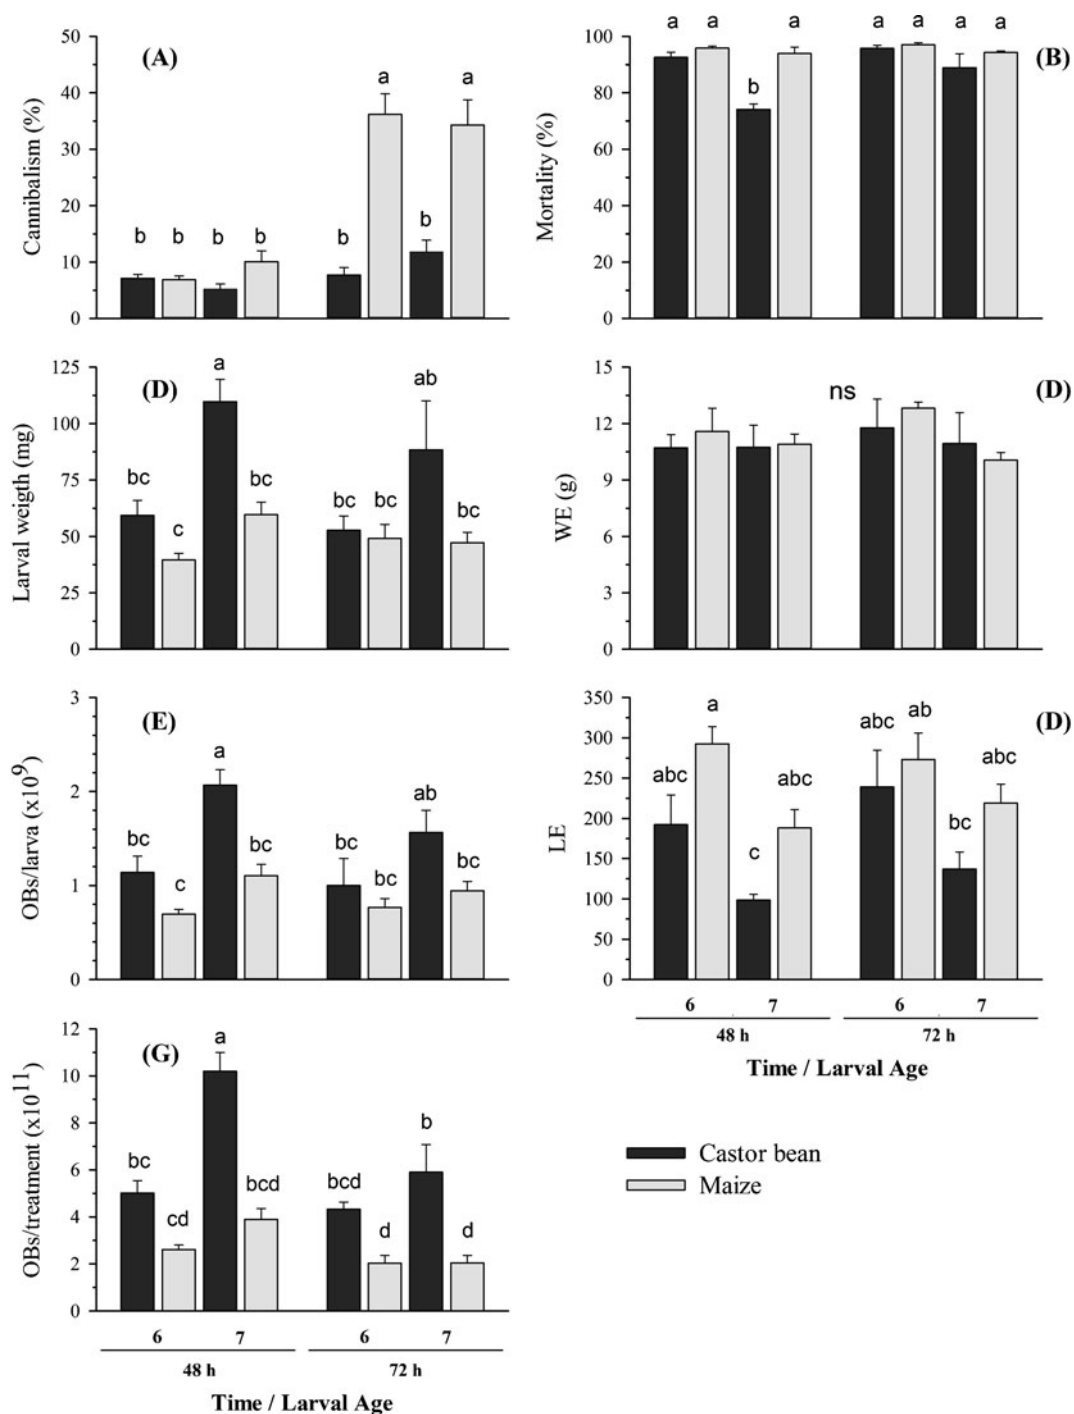 (A)
Cannibalism (%)
50
40
30
20
10
0
b b b b b a b a
(B)
Mortality (%)
100
80
60
40
20
0
a a b a a a a a
(D)
Larval weigth (mg)
125
100
75
50
25
0
bc c a bc bc bc ab bc
(D)
WE (g)
15
12
9
6
3
0
ns
(E)
OBs/larva (x10⁹)
3
2
1
0
bc c a bc bc bc ab bc
(D)
LE
350
300
250
200
150
100
50
0
abc a c abc abc ab bc abc
6 7 6 7
48 h 72 h
Time / Larval Age
(G)
OBs/treatment (x10¹¹)
12
10
8
6
4
2
0
bc cd a bcd bcd d b d
6 7 6 7
48 h 72 h
Time / Larval Age
Castor bean
Maize